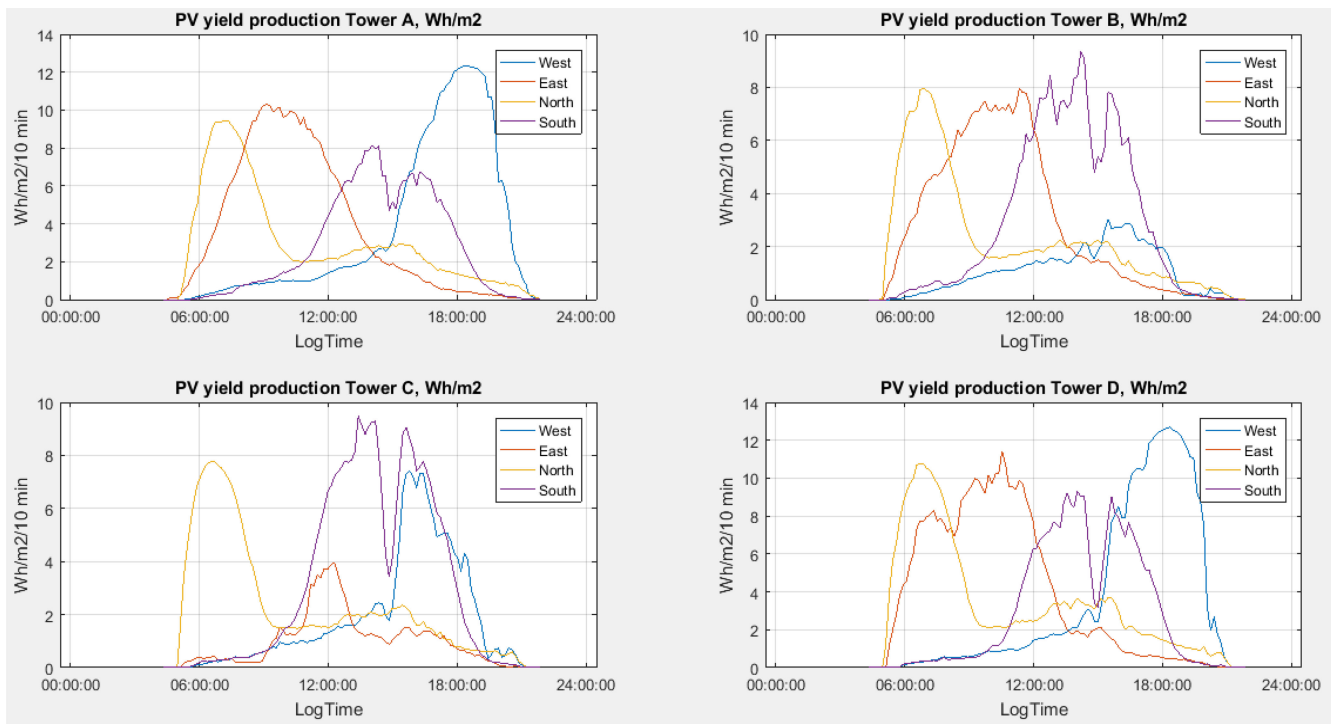 PV yield production Tower A, Wh/m2
14
12
10
8
6
4
2
0
Wh/m2/10 min
00:00:00 06:00:00 12:00:00 18:00:00 24:00:00
LogTime
West
East
North
South
PV yield production Tower B, Wh/m2
10
8
6
4
2
0
Wh/m2/10 min
00:00:00 06:00:00 12:00:00 18:00:00 24:00:00
LogTime
West
East
North
South
PV yield production Tower C, Wh/m2
10
8
6
4
2
0
Wh/m2/10 min
00:00:00 06:00:00 12:00:00 18:00:00 24:00:00
LogTime
West
East
North
South
PV yield production Tower D, Wh/m2
14
12
10
8
6
4
2
0
Wh/m2/10 min
00:00:00 06:00:00 12:00:00 18:00:00 24:00:00
LogTime
West
East
North
South